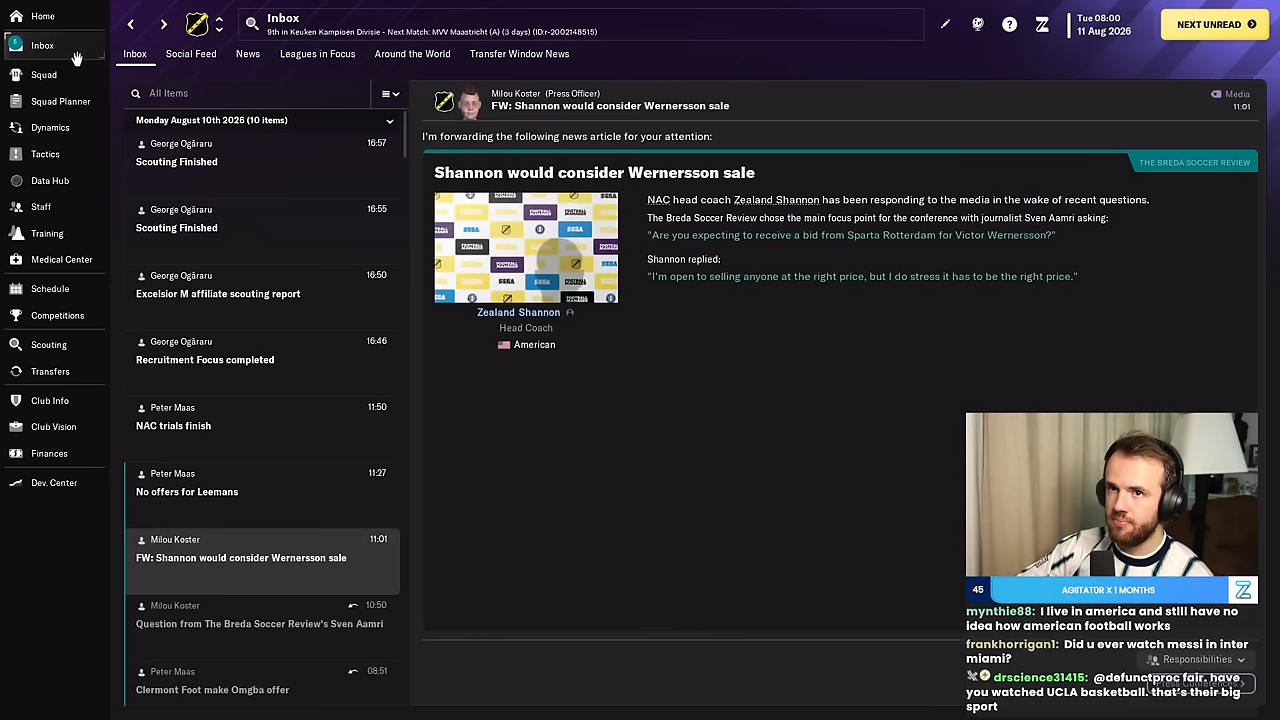 Home
Inbox
Squad
Squad Planner
Dynamics
Tactics
Data Hub
Staff
Training
Medical Center
Schedule
Competitions
Scouting
Transfers
Club Info
Club Vision
Finances
Dev. Center
Inbox
9th in Keuken Kampioen Divisie - Next Match: MVV Maastricht (A) (3 days) (ID:r-2002148515)
Tue 08:00
11 Aug 2026
NEXT UNREAD
Inbox Social Feed News Leagues in Focus Around the World Transfer Window News
All Items
Monday August 10th 2026 (10 items)
George Ogăraru 16:57
Scouting Finished
George Ogăraru 16:55
Scouting Finished
George Ogăraru 16:50
Excelsior M affiliate scouting report
George Ogăraru 16:46
Recruitment Focus completed
Peter Maas 11:50
NAC trials finish
Peter Maas 11:27
No offers for Leemans
Milou Koster 11:01
FW: Shannon would consider Wernersson sale
Milou Koster 10:50
Question from The Breda Soccer Review's Sven Aamri
Peter Maas 08:51
Clermont Foot make Omgba offer
Milou Koster (Press Officer)
FW: Shannon would consider Wernersson sale
Media
11:01
I'm forwarding the following news article for your attention:
THE BREDA SOCCER REVIEW
Shannon would consider Wernersson sale
NAC head coach Zealand Shannon has been responding to the media in the wake of recent questions.
The Breda Soccer Review chose the main focus point for the conference with journalist Sven Aamri asking:
"Are you expecting to receive a bid from Sparta Rotterdam for Victor Wernersson?"
Shannon replied:
"I'm open to selling anyone at the right price, but I do stress it has to be the right price."
SEGA
Zealand Shannon
Head Coach
American
45 AGIITAT0R X 1 MONTHS
mynthie88: I live in america and still have no
idea how american football works
frankhorrigan1: Did u ever watch messi in inter
miami?
Responsibilities
drscience31415: @defunctproc fair. have
you watched UCLA basketball. that's their big
sport